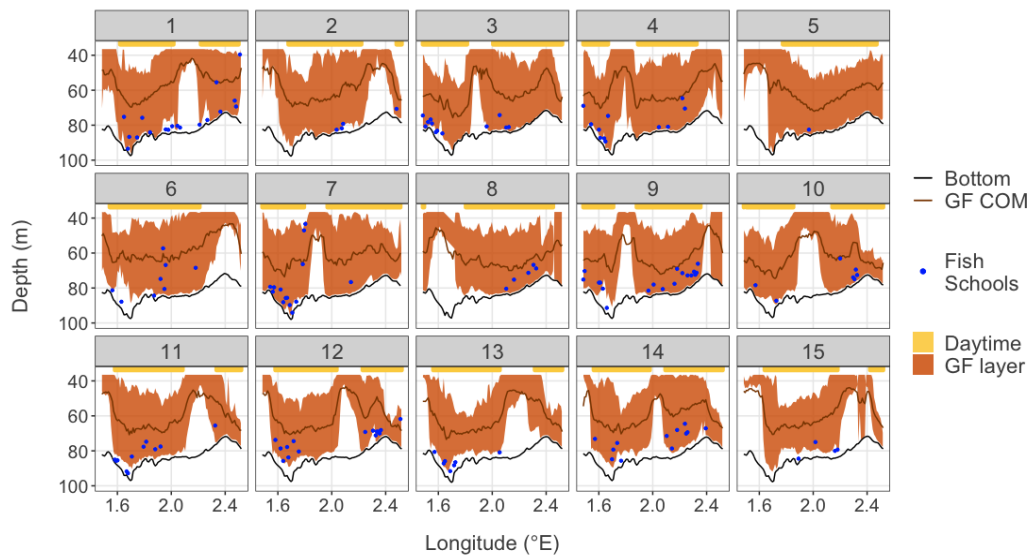 1 2 3 4 5
40
60
80
100
6 7 8 9 10
40
60
80
100
11 12 13 14 15
40
60
80
100
1.6 2.0 2.4 1.6 2.0 2.4 1.6 2.0 2.4 1.6 2.0 2.4 1.6 2.0 2.4
Depth (m)
Longitude (°E)
Bottom
GF COM
Fish
Schools
Daytime
GF layer